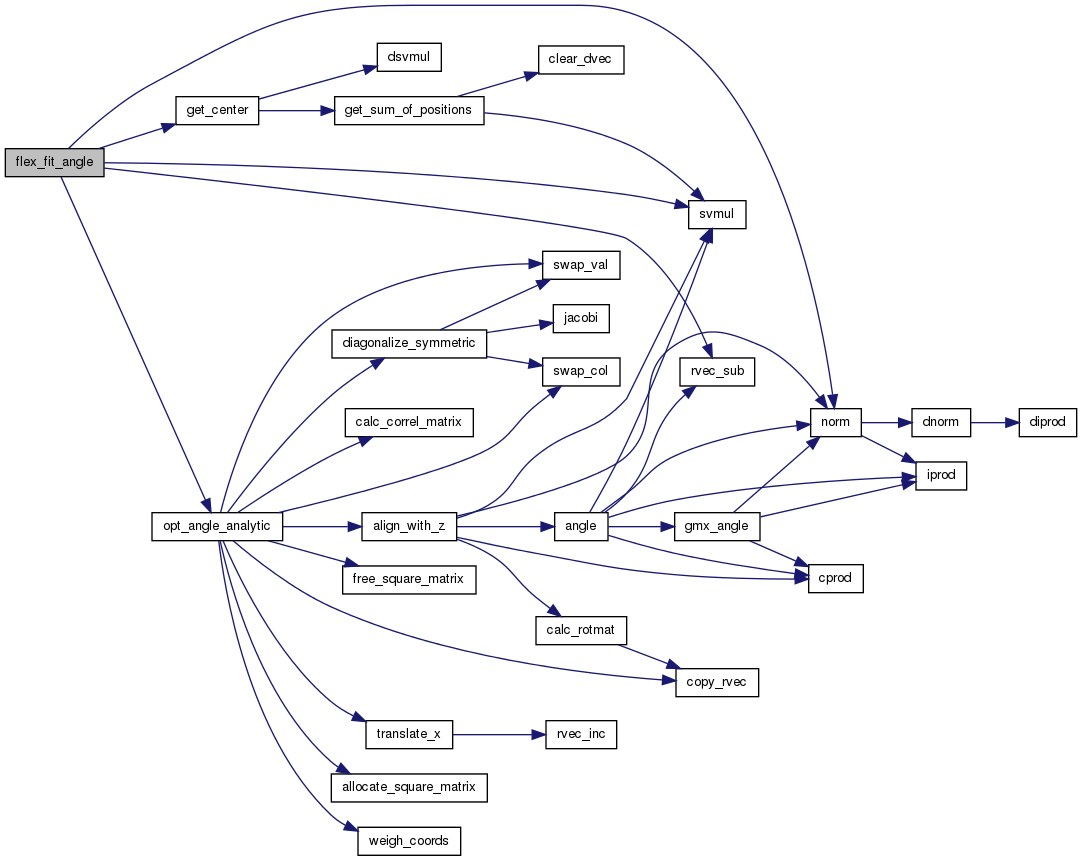 dsvmul
clear_dvec
get_center
get_sum_of_positions
flex_fit_angle
svmul
swap_val
jacobi
diagonalize_symmetric
swap_col
rvec_sub
calc_correl_matrix
norm
dnorm
diprod
iprod
opt_angle_analytic
align_with_z
angle
gmx_angle
free_square_matrix
cprod
calc_rotmat
copy_rvec
translate_x
rvec_inc
allocate_square_matrix
weigh_coords